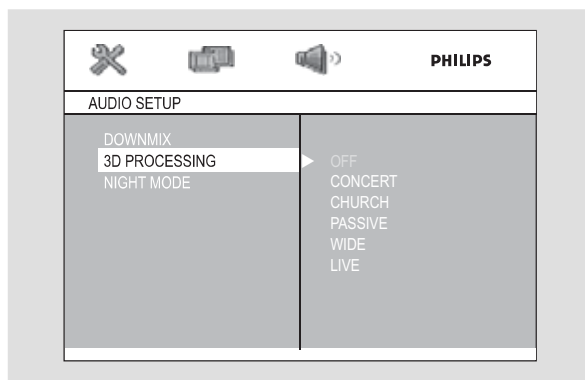 PHILIPS
AUDIO SETUP
DOWNMIX
3D PROCESSING
NIGHT MODE
OFF
CONCERT
CHURCH
PASSIVE
WIDE
LIVE